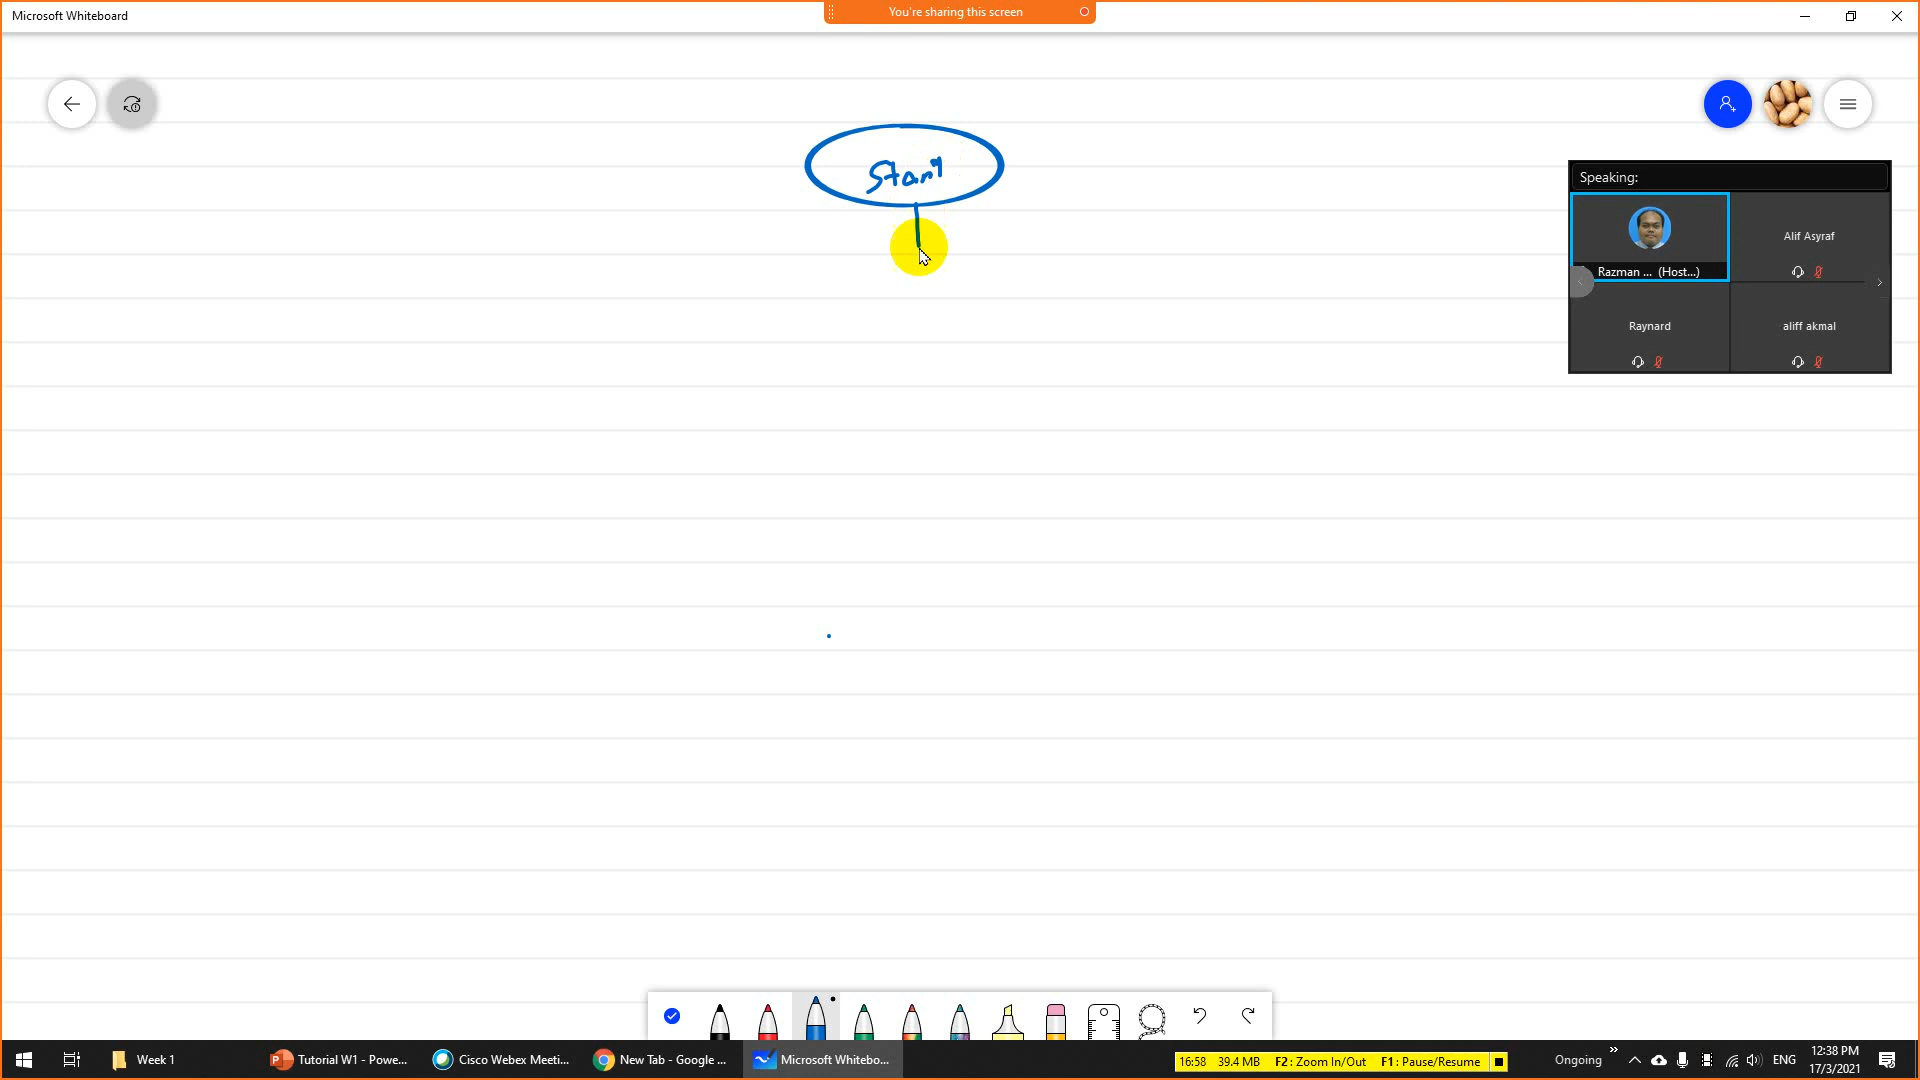 Microsoft Whiteboard
You're sharing this screen
Start
Speaking:
Razman ... (Host...)
Alif Asyraf
Raynard
aliff akmal
Week 1
Tutorial W1 - Powe...
Cisco Webex Meeti...
New Tab - Google ...
Microsoft Whitebo...
16:58 39.4 MB F2 : Zoom In/Out F1 : Pause/Resume
Ongoing
ENG
12:38 PM
17/3/2021